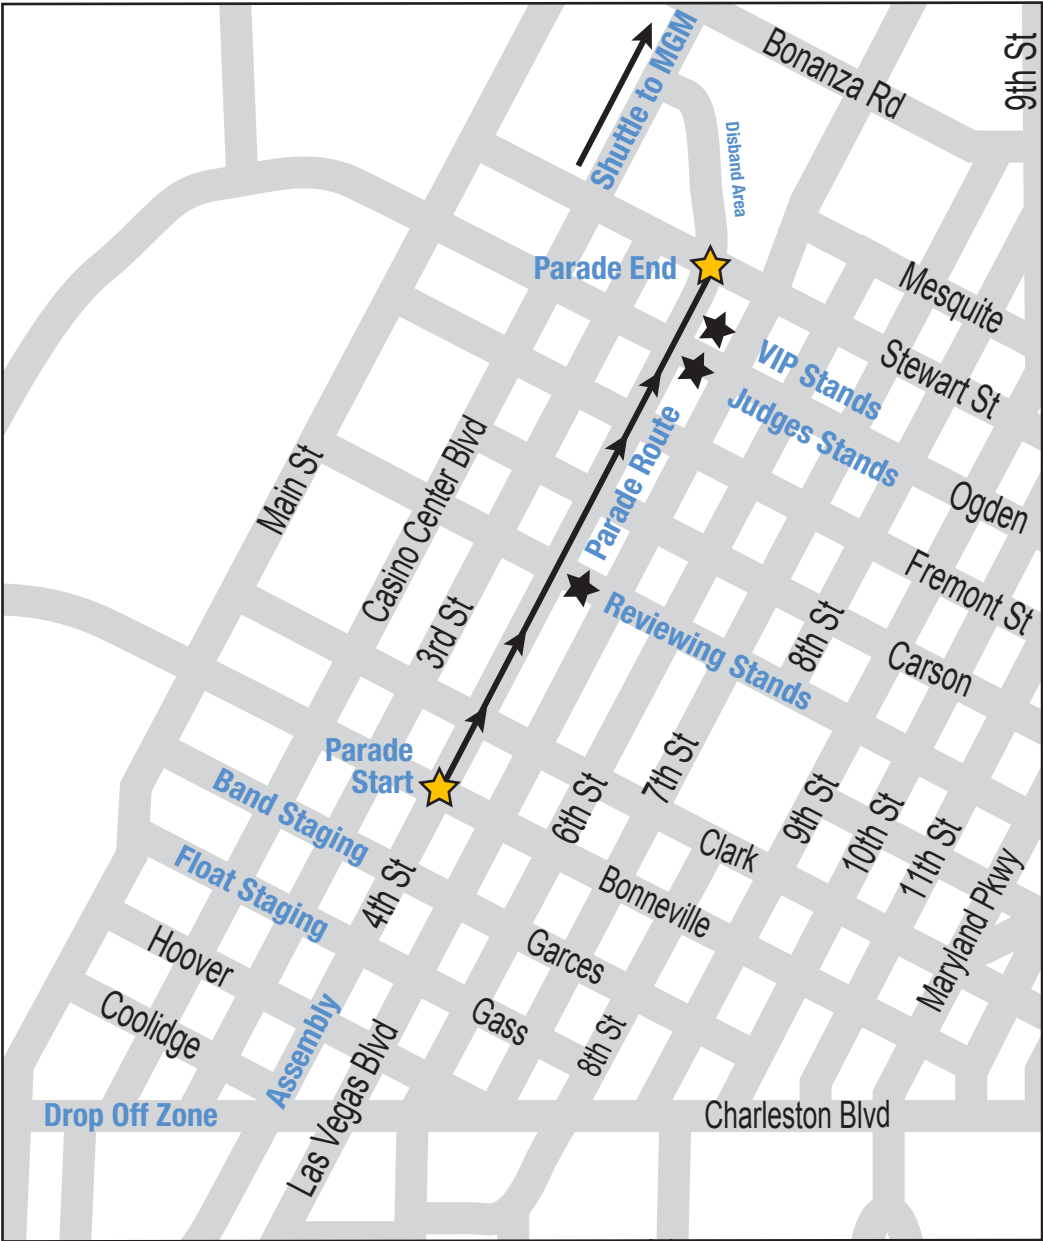 Shuttle to MGM
Bonanza Rd
9th St
Disband Area
Parade End
Mesquite
VIP Stands
Stewart St
Judges Stands
Parade Route
Main St
Casino Center Blvd
Ogden
Fremont St
3rd St
Reviewing Stands
8th St
Carson
Parade
Start
Band Staging
6th St
7th St
9th St
10th St
11th St
Clark
Float Staging
4th St
Bonneville
Maryland Pkwy
Hoover
Garces
Coolidge
Assembly
Gass
8th St
Las Vegas Blvd
Drop Off Zone
Charleston Blvd